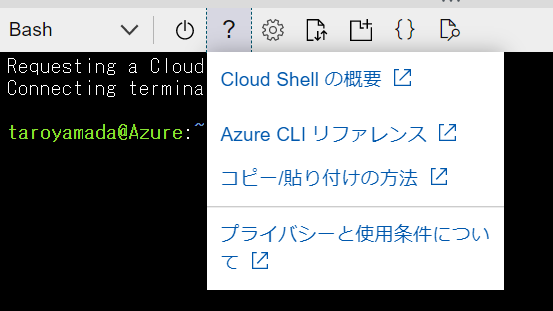 Bash
?
{}
Requesting a Cloud
Connecting termina
taroyamada@Azure:~
Cloud Shell の概要
Azure CLI リファレンス
コピー/貼り付けの方法
プライバシーと使用条件につい
て